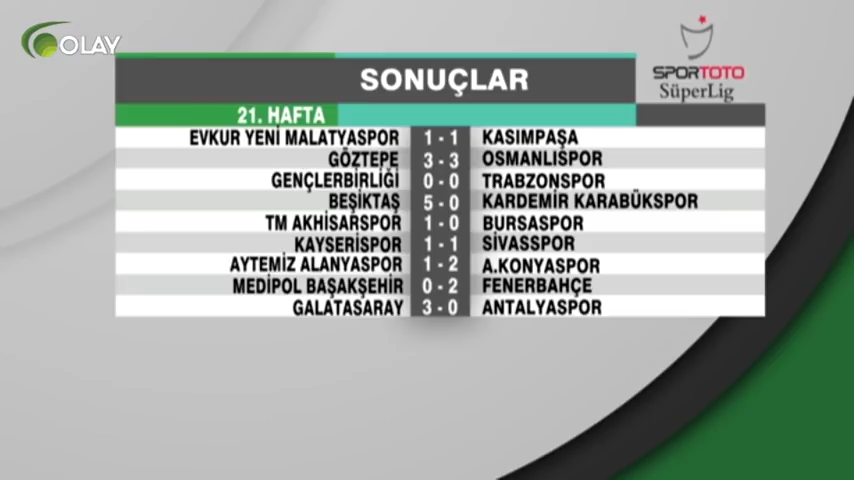 OLAY
SONUÇLAR
SPORTOTO
SüperLig
21. HAFTA
EVKUR YENİ MALATYASPOR 1 - 1 KASIMPAŞA
GÖZTEPE 3 - 3 OSMANLISPOR
GENÇLERBİRLİĞİ 0 - 0 TRABZONSPOR
BEŞİKTAŞ 5 - 0 KARDEMİR KARABÜKSPOR
TM AKHİSARSPOR 1 - 0 BURSASPOR
KAYSERİSPOR 1 - 1 SİVASSPOR
AYTEMİZ ALANYASPOR 1 - 2 A.KONYASPOR
MEDİPOL BAŞAKŞEHİR 0 - 2 FENERBAHÇE
GALATASARAY 3 - 0 ANTALYASPOR